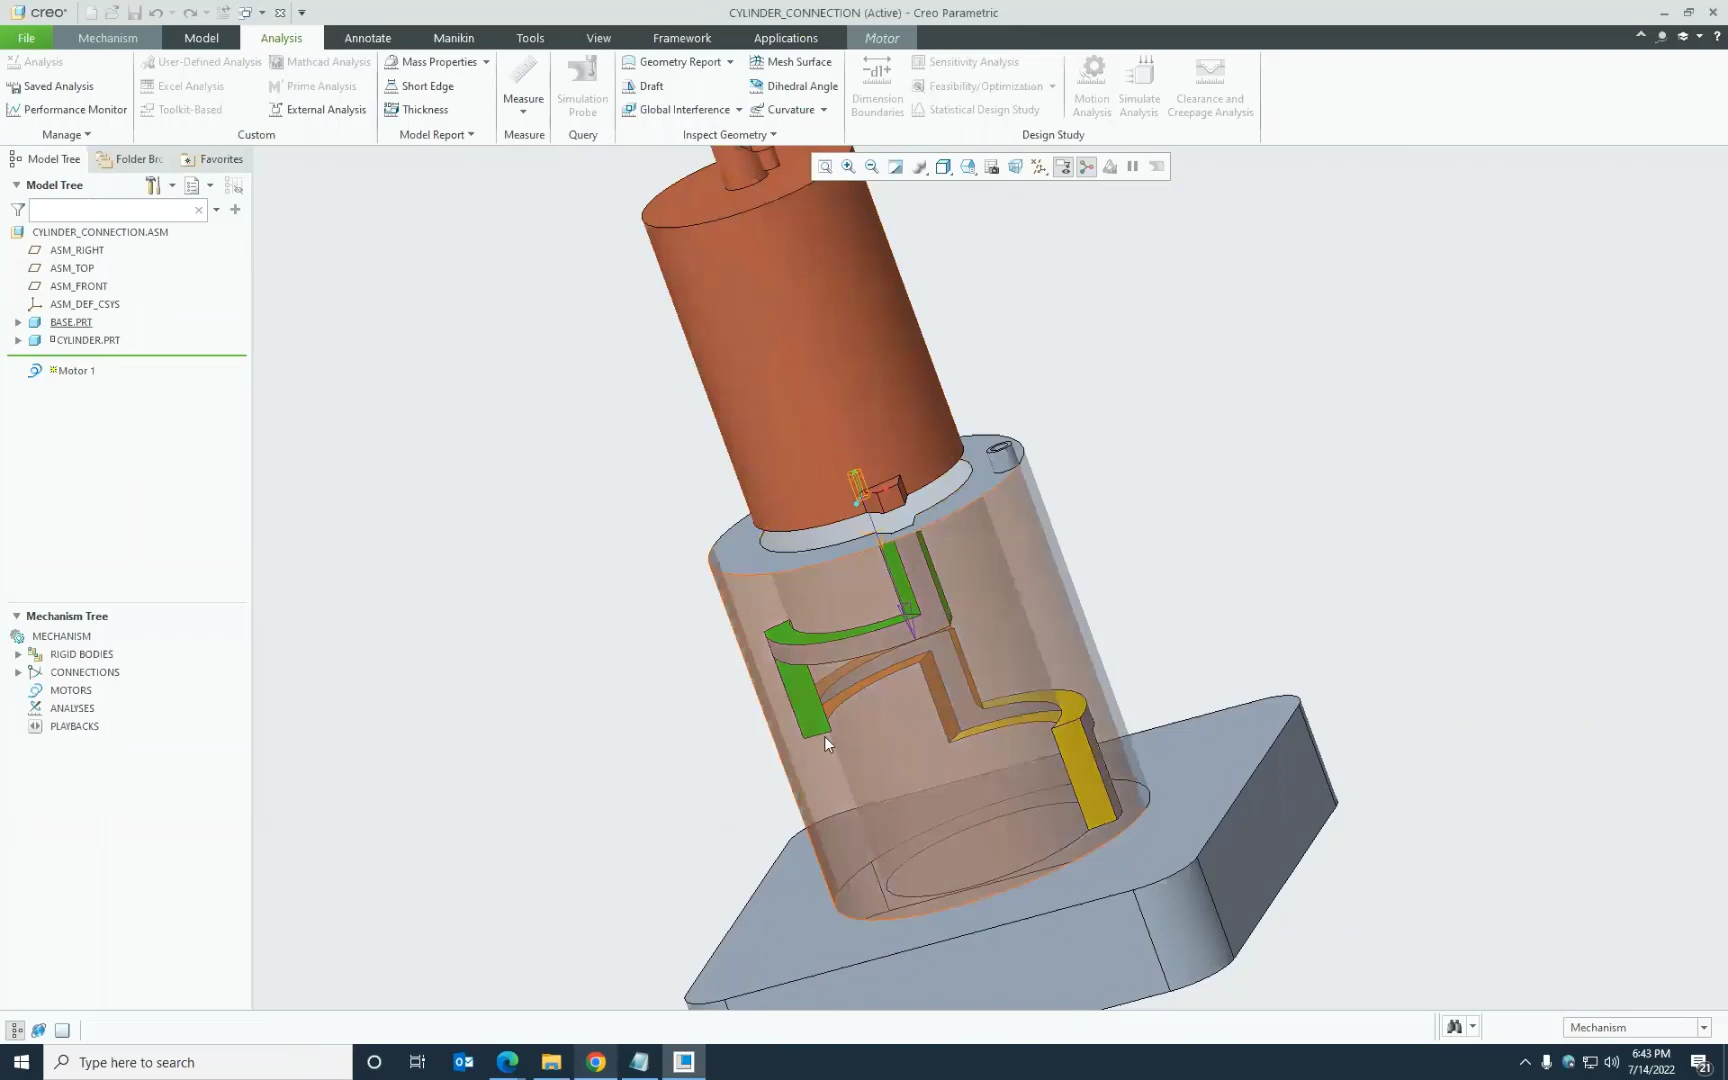 creo
CYLINDER_CONNECTION (Active) - Creo Parametric
File Mechanism Model Analysis Annotate Manikin Tools View Framework Applications Motor
Analysis User-Defined Analysis Mathcad Analysis Mass Properties Geometry Report Mesh Surface Sensitivity Analysis
Saved Analysis Excel Analysis Prime Analysis Short Edge Draft Dihedral Angle Feasibility/Optimization
Performance Monitor Toolkit-Based External Analysis Thickness Global Interference Curvature Statistical Design Study
Measure Simulation Probe Dimension Boundaries Motion Analysis Simulate Analysis Clearance and Creepage Analysis
Manage Custom Model Report Measure Query Inspect Geometry Design Study
Model Tree Folder Brc Favorites
Model Tree
CYLINDER_CONNECTION.ASM
ASM_RIGHT
ASM_TOP
ASM_FRONT
ASM_DEF_CSYS
BASE.PRT
CYLINDER.PRT
Motor 1
Mechanism Tree
MECHANISM
RIGID BODIES
CONNECTIONS
MOTORS
ANALYSES
PLAYBACKS
Mechanism
Type here to search
6:43 PM
7/14/2022
21